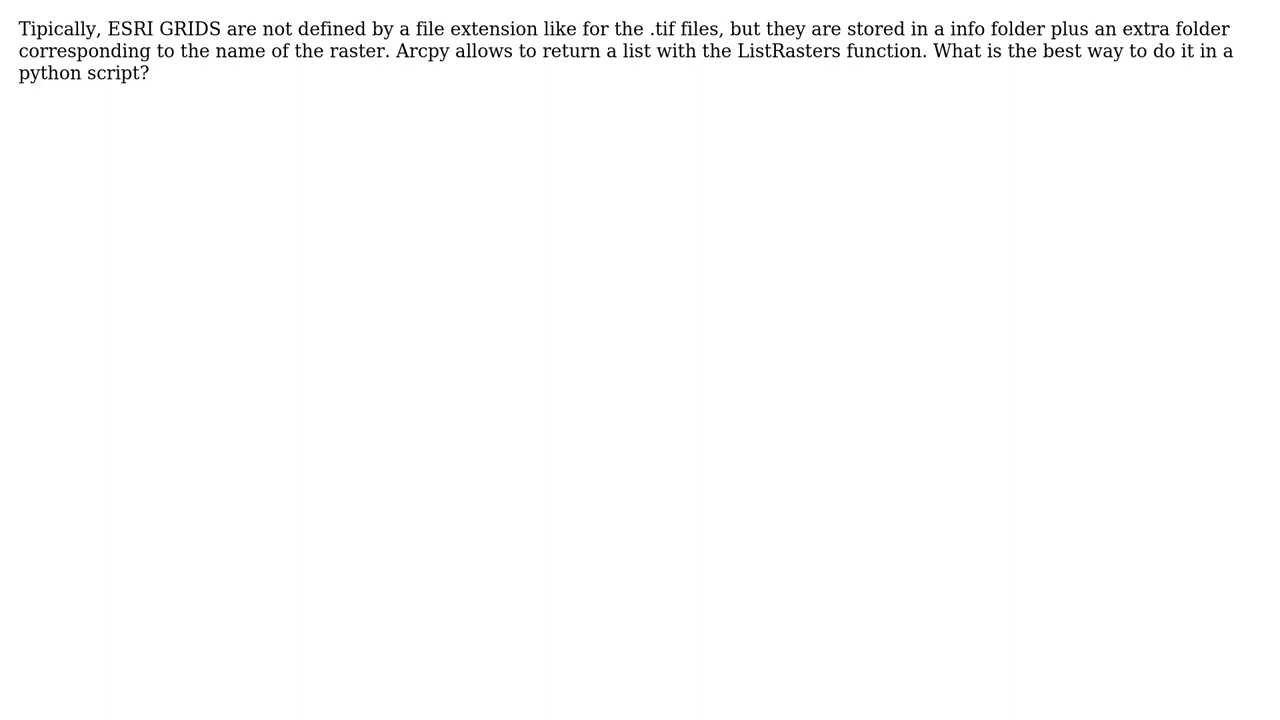 Tipically, ESRI GRIDS are not defined by a file extension like for the .tif files, but they are stored in a info folder plus an extra folder
corresponding to the name of the raster. Arcpy allows to return a list with the ListRasters function. What is the best way to do it in a
python script?